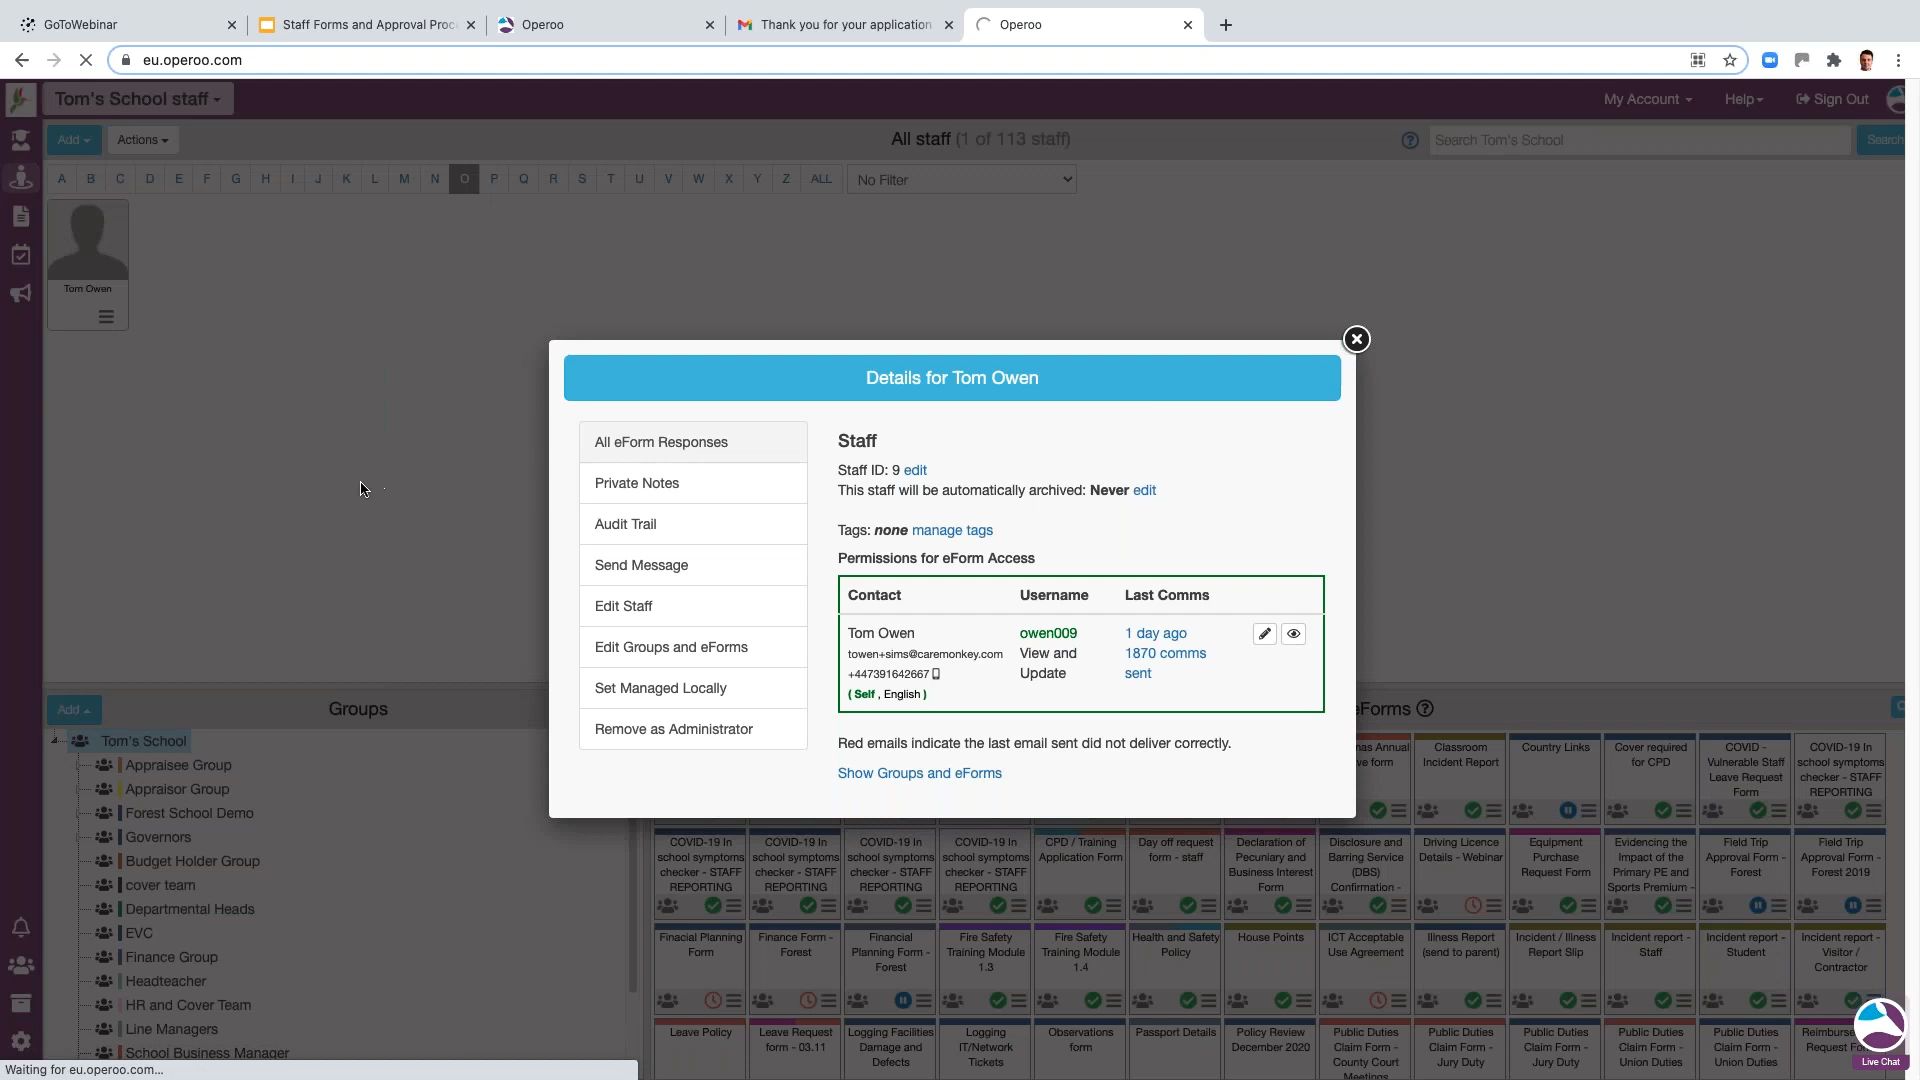 GoToWebinar
Staff Forms and Approval Proc
Operoo
Thank you for your application
Operoo
eu.operoo.com
Tom's School staff
My Account
Help
Sign Out
Add
Actions
All staff (1 of 113 staff)
Search Tom's School
Search
A B C D E F G H I J K L M N O P Q R S T U V W X Y Z ALL
No Filter
Tom Owen
Details for Tom Owen
All eForm Responses
Private Notes
Audit Trail
Send Message
Edit Staff
Edit Groups and eForms
Set Managed Locally
Remove as Administrator
Staff
Staff ID: 9 edit
This staff will be automatically archived: Never edit
Tags: none manage tags
Permissions for eForm Access
Contact Username Last Comms
Tom Owen owen009 1 day ago
towen+sims@caremonkey.com View and 1870 comms
+447391642667 Update sent
( Self , English )
Red emails indicate the last email sent did not deliver correctly.
Show Groups and eForms
Add
Groups
Tom's School
Appraisee Group
Appraisor Group
Forest School Demo
Governors
Budget Holder Group
cover team
Departmental Heads
EVC
Finance Group
Headteacher
HR and Cover Team
Line Managers
School Business Manager
eForms
mas Annual
ve form
Classroom
Incident Report
Country Links
Cover required
for CPD
COVID -
Vulnerable Staff
Leave Request
Form
COVID-19 In
school symptoms
checker - STAFF
REPORTING
COVID-19 In
school symptoms
checker - STAFF
REPORTING
COVID-19 In
school symptoms
checker - STAFF
REPORTING
COVID-19 In
school symptoms
checker - STAFF
REPORTING
COVID-19 In
school symptoms
checker - STAFF
REPORTING
CPD / Training
Application Form
Day off request
form - staff
Declaration of
Pecuniary and
Business Interest
Form
Disclosure and
Barring Service
(DBS)
Confirmation -
Driving Licence
Details - Webinar
Equipment
Purchase
Request Form
Evidencing the
Impact of the
Primary PE and
Sports Premium -
Field Trip
Approval Form -
Forest
Field Trip
Approval Form -
Forest 2019
Finacial Planning
Form
Finance Form -
Forest
Financial
Planning Form -
Forest
Fire Safety
Training Module
1.3
Fire Safety
Training Module
1.4
Health and Safety
Policy
House Points
ICT Acceptable
Use Agreement
Illness Report
(send to parent)
Incident / Illness
Report Slip
Incident report -
Staff
Incident report -
Student
Incident report -
Visitor /
Contractor
Leave Policy
Leave Request
form - 03.11
Logging Facilities
Damage and
Defects
Logging
IT/Network
Tickets
Observations
form
Passport Details
Policy Review
December 2020
Public Duties
Claim Form -
County Court
Meetings
Public Duties
Claim Form -
Jury Duty
Public Duties
Claim Form -
Jury Duty
Public Duties
Claim Form -
Union Duties
Public Duties
Claim Form -
Union Duties
Reimburse
Request Fo
Live Chat
Waiting for eu.operoo.com...